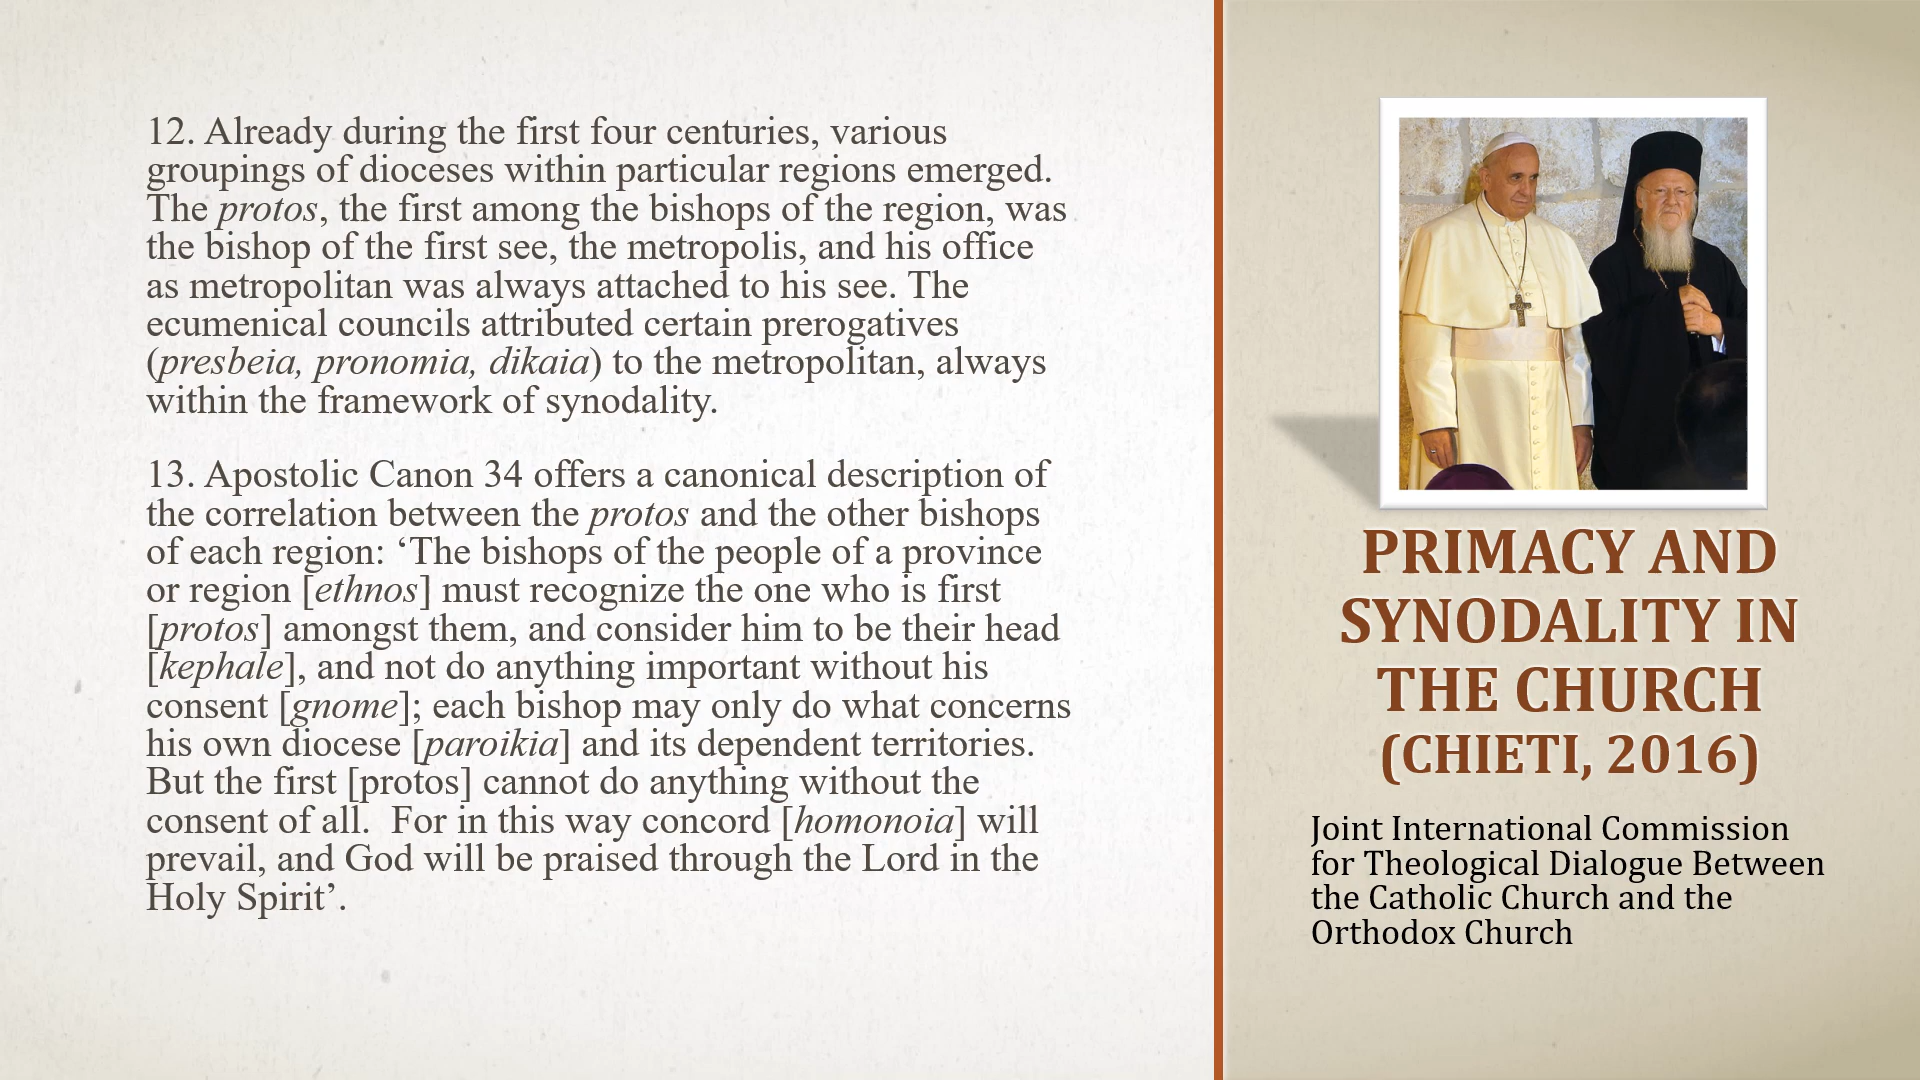 12. Already during the first four centuries, various
groupings of dioceses within particular regions emerged.
The protos, the first among the bishops of the region, was
the bishop of the first see, the metropolis, and his office
as metropolitan was always attached to his see. The
ecumenical councils attributed certain prerogatives
(presbeia, pronomia, dikaia) to the metropolitan, always
within the framework of synodality.
13. Apostolic Canon 34 offers a canonical description of
the correlation between the protos and the other bishops
of each region: ‘The bishops of the people of a province
or region [ethnos] must recognize the one who is first
[protos] amongst them, and consider him to be their head
[kephale], and not do anything important without his
consent [gnome]; each bishop may only do what concerns
his own diocese [paroikia] and its dependent territories.
But the first [protos] cannot do anything without the
consent of all.  For in this way concord [homonoia] will
prevail, and God will be praised through the Lord in the
Holy Spirit’.
PRIMACY AND
SYNODALITY IN
THE CHURCH
(CHIETI, 2016)
Joint International Commission
for Theological Dialogue Between
the Catholic Church and the
Orthodox Church